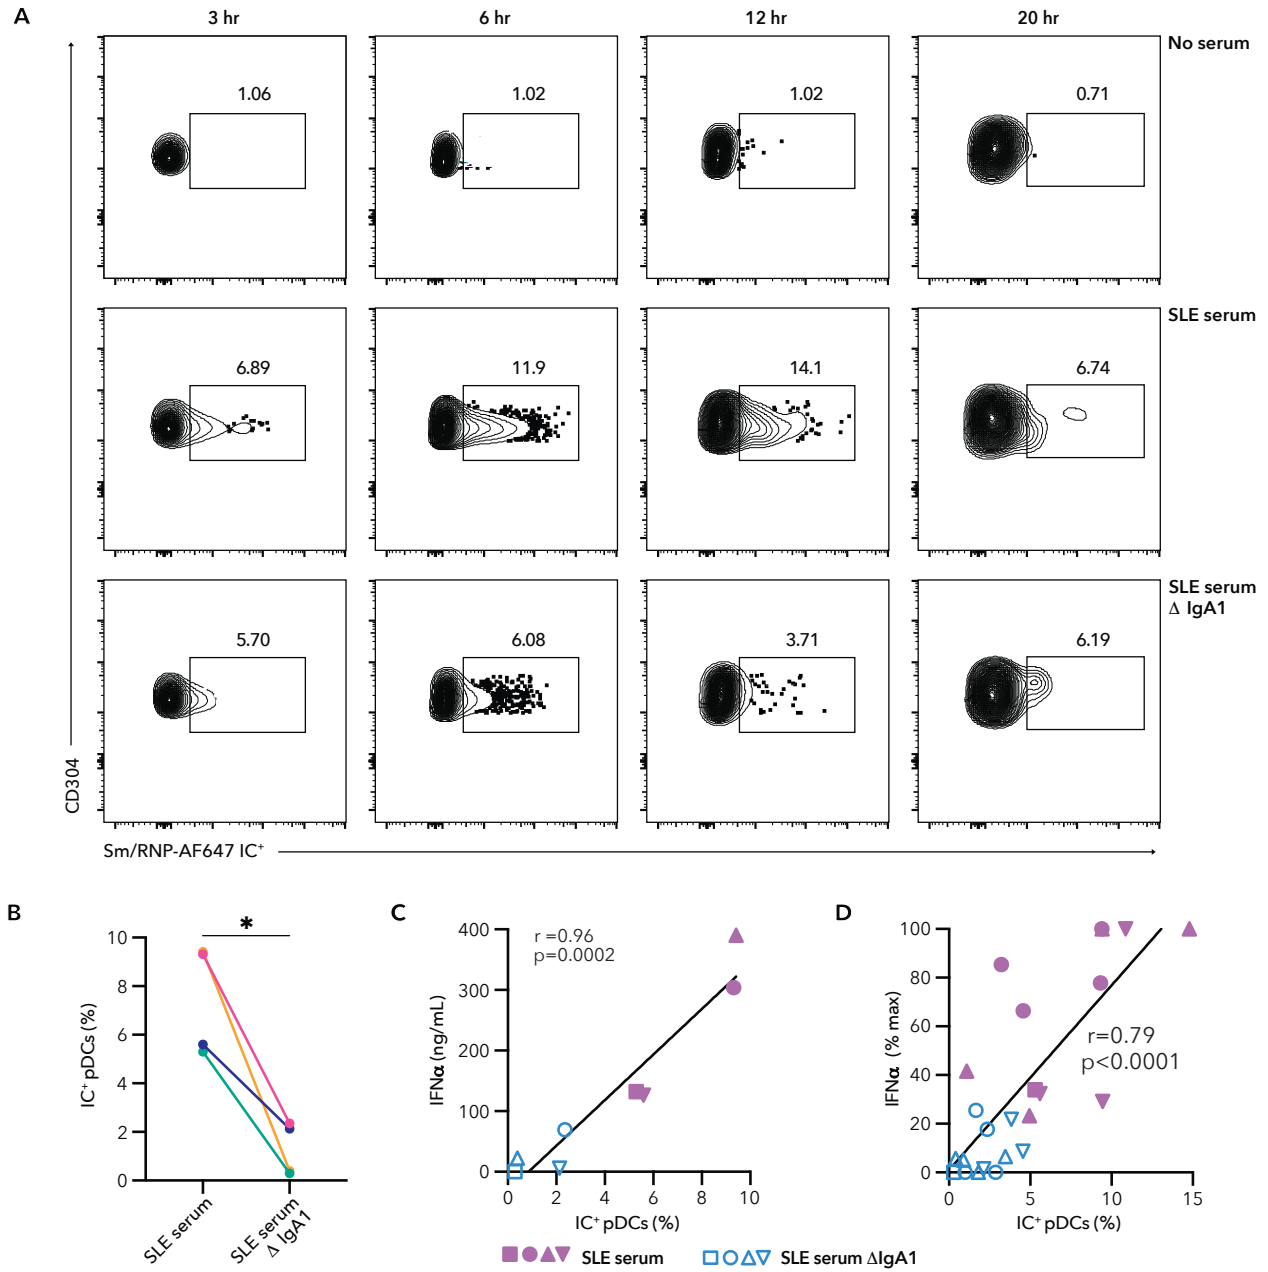 A
3 hr
6 hr
12 hr
20 hr
No serum
1.06
1.02
1.02
0.71
SLE serum
6.89
11.9
14.1
6.74
SLE serum
Δ IgA1
5.70
6.08
3.71
6.19
CD304
Sm/RNP-AF647 IC⁺
B
*
10
8
6
4
2
0
IC⁺ pDCs (%)
SLE serum
SLE serum
Δ IgA1
C
r =0.96
p=0.0002
400
300
200
100
0
IFNα (ng/mL)
0
2
4
6
8
10
IC⁺ pDCs (%)
D
100
80
60
40
20
0
IFNα (% max)
r=0.79
p<0.0001
0
5
10
15
IC⁺ pDCs (%)
SLE serum
SLE serum ΔIgA1